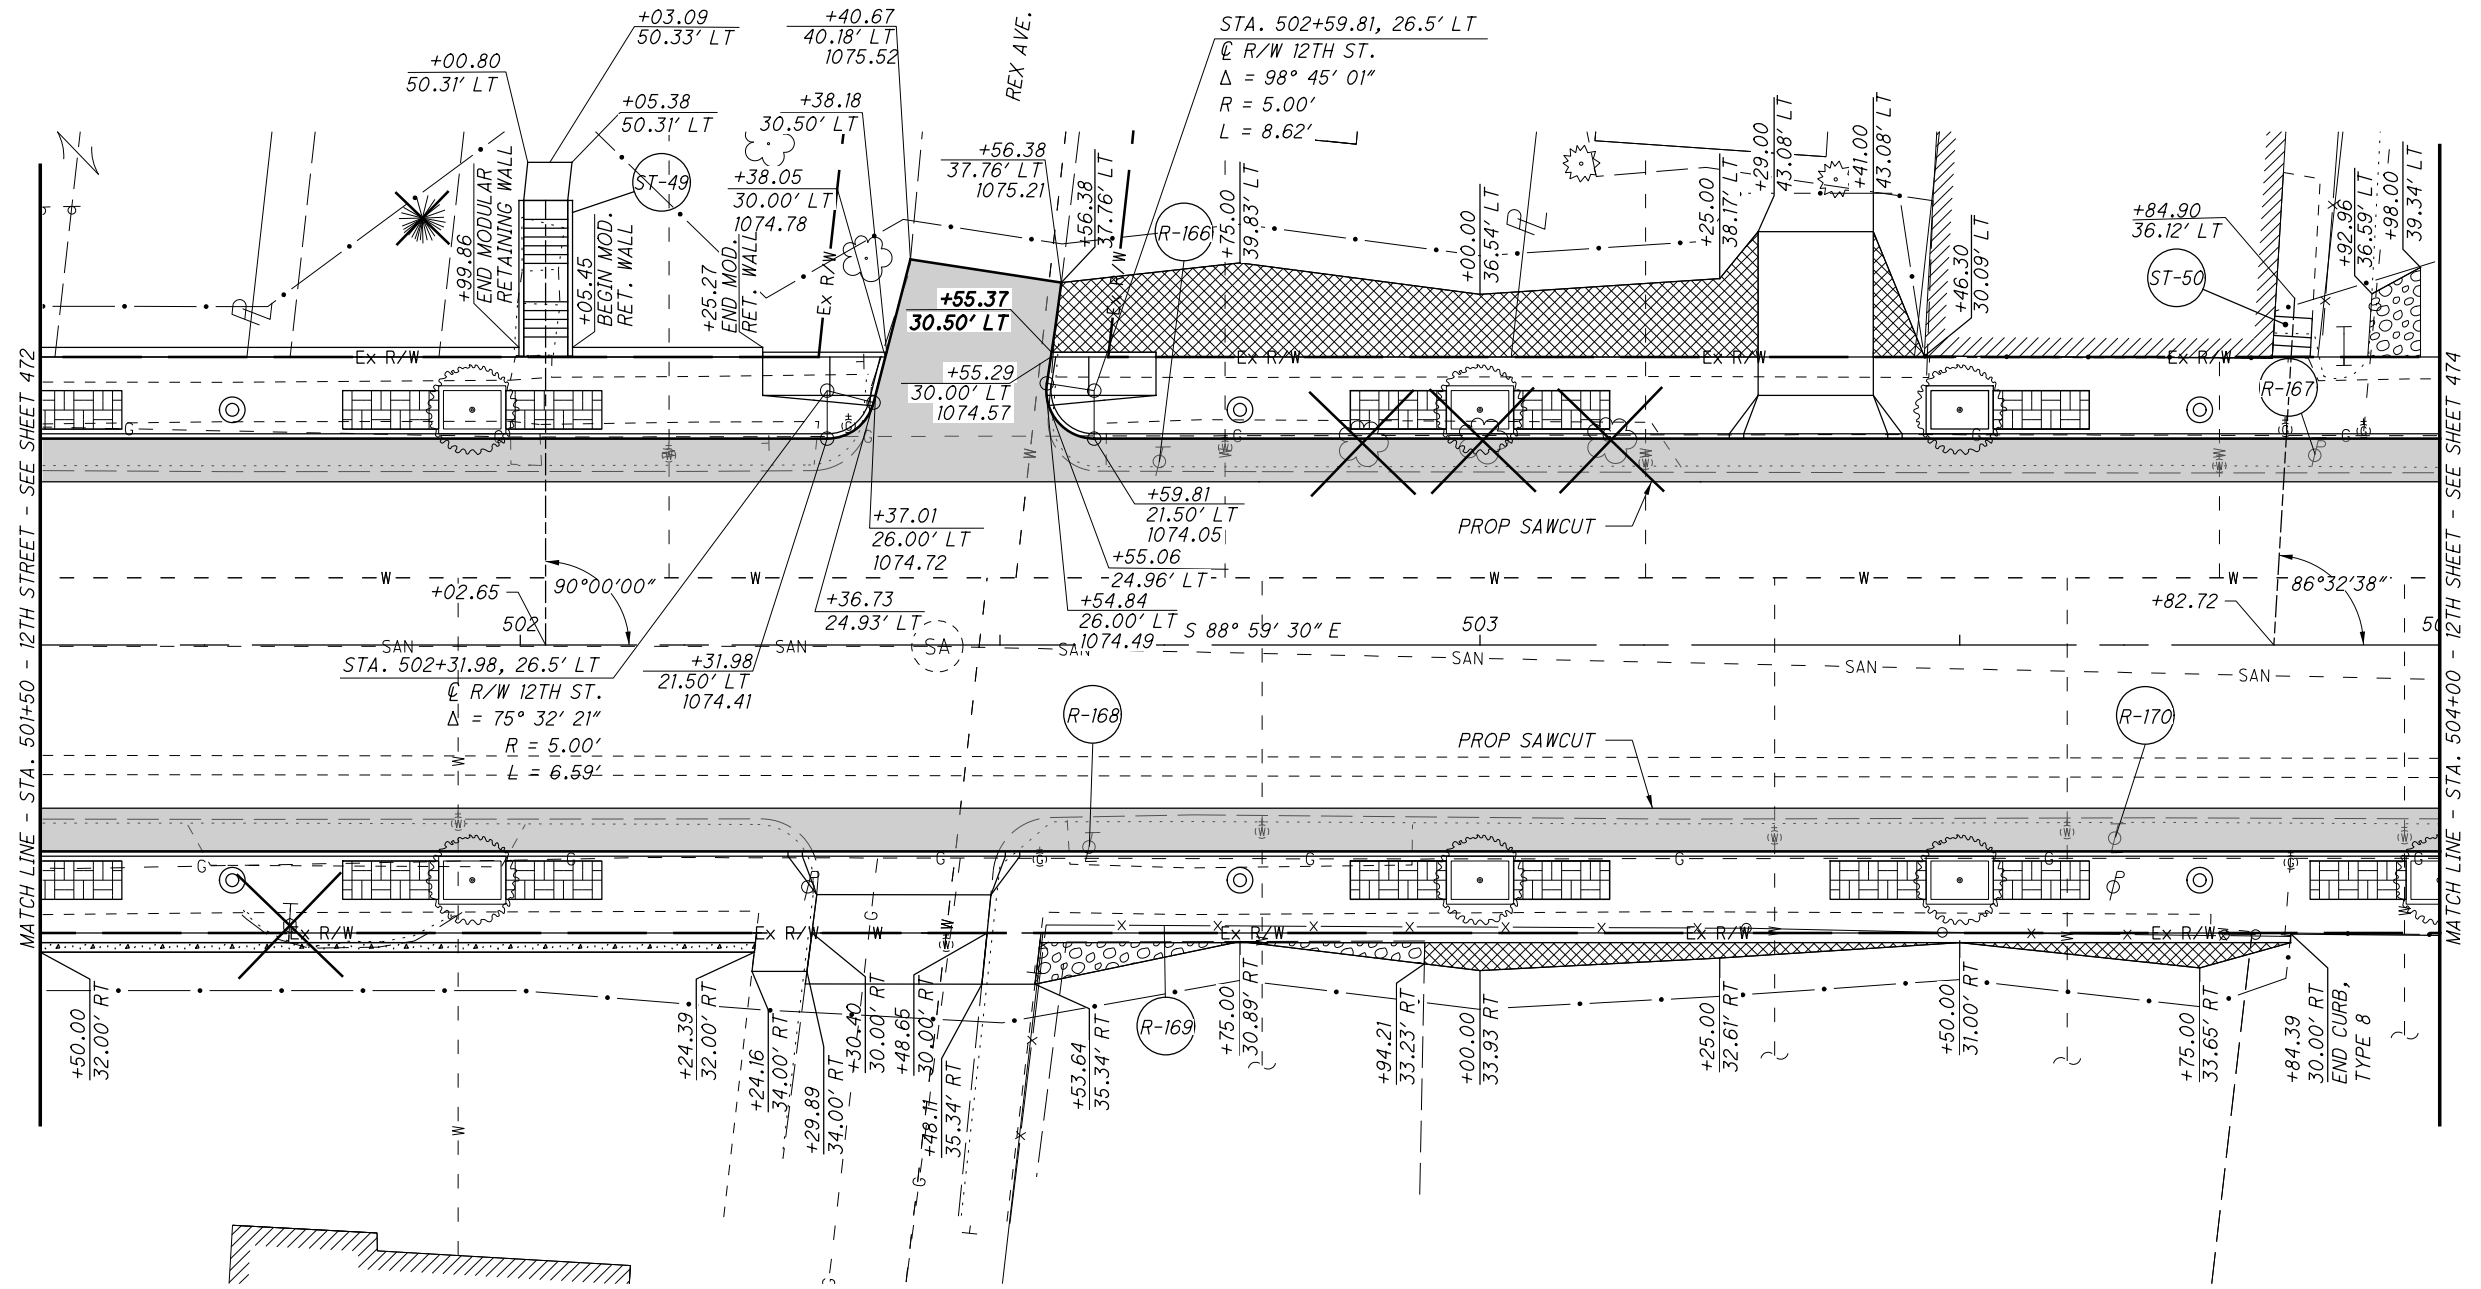 +03.09
50.33' LT
+40.67
40.18' LT
1075.52
REX AVE.
STA. 502+59.81, 26.5' LT
℄ R/W 12TH ST.
Δ = 98° 45' 01"
R = 5.00'
L = 8.62'
+00.80
50.31' LT
+05.38
50.31' LT
+38.18
30.50' LT
+56.38
37.76' LT
1075.21
+38.05
30.00' LT
1074.78
ST-49
+99.86
END MODULAR
RETAINING WALL
+05.45
BEGIN MOD.
RET. WALL
+25.27
END MOD.
RET. WALL
Ex R/W
+56.38
37.76' LT
Ex R/W
R-166
+75.00
39.83' LT
+00.00
36.54' LT
+25.00
38.17' LT
+29.00
43.08' LT
+41.00
43.08' LT
+46.30
30.09' LT
+84.90
36.12' LT
ST-50
+92.96
36.59' LT
+98.00
39.34' LT
+55.37
30.50' LT
Ex R/W
Ex R/W
Ex R/W
Ex R/W
+55.29
30.00' LT
1074.57
R-167
MATCH LINE - STA. 501+50 - 12TH STREET - SEE SHEET 472
MATCH LINE - STA. 504+00 - 12TH SHEET - SEE SHEET 474
+37.01
26.00' LT
1074.72
+59.81
21.50' LT
1074.05
PROP SAWCUT
+55.06
24.96' LT
W W W W W
+02.65
90°00'00"
+36.73
24.93' LT
+54.84
26.00' LT
1074.49
+82.72
86°32'38"
502
SA
S 88° 59' 30" E
503
50
SAN SAN SAN SAN SAN SAN
STA. 502+31.98, 26.5' LT
℄ R/W 12TH ST.
Δ = 75° 32' 21"
R = 5.00'
L = 6.59'
+31.98
21.50' LT
1074.41
R-168
R-170
PROP SAWCUT
G G G G G G
Ex R/W
Ex R/W
Ex R/W
Ex R/W
Ex R/W
+50.00
32.00' RT
+24.39
32.00' RT
+24.16
34.00' RT
+29.89
34.00' RT
+30.40
30.00' RT
+48.65
30.00' RT
+48.11
35.34' RT
+53.64
35.34' RT
R-169
+75.00
30.89' RT
+94.21
33.23' RT
+00.00
33.93 RT
+25.00
32.61' RT
+50.00
31.00' RT
+75.00
33.65' RT
+84.39
30.00' RT
END CURB,
TYPE 8